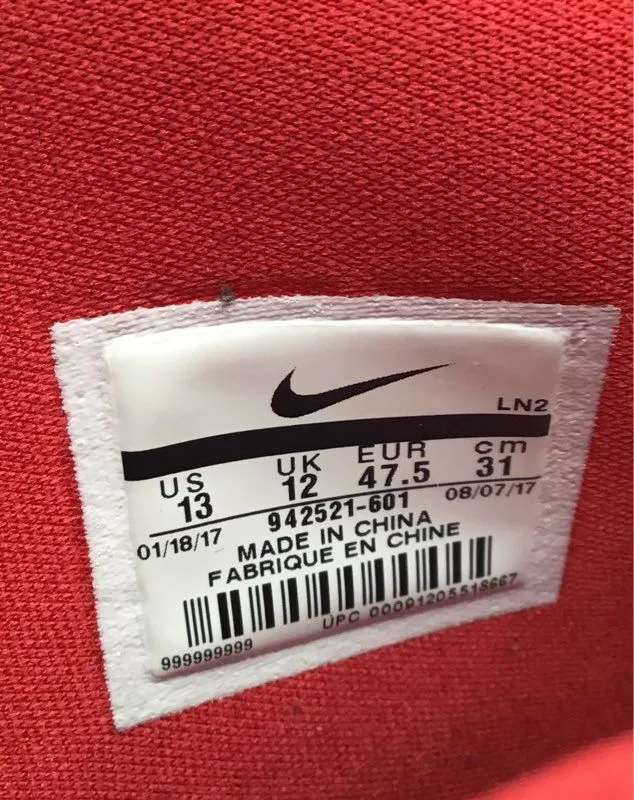 LN2
US UK EUR cm
13 12 47.5 31
942521-601
01/18/17 08/07/17
MADE IN CHINA
FABRIQUE EN CHINE
UPC 00091205518667
999999999